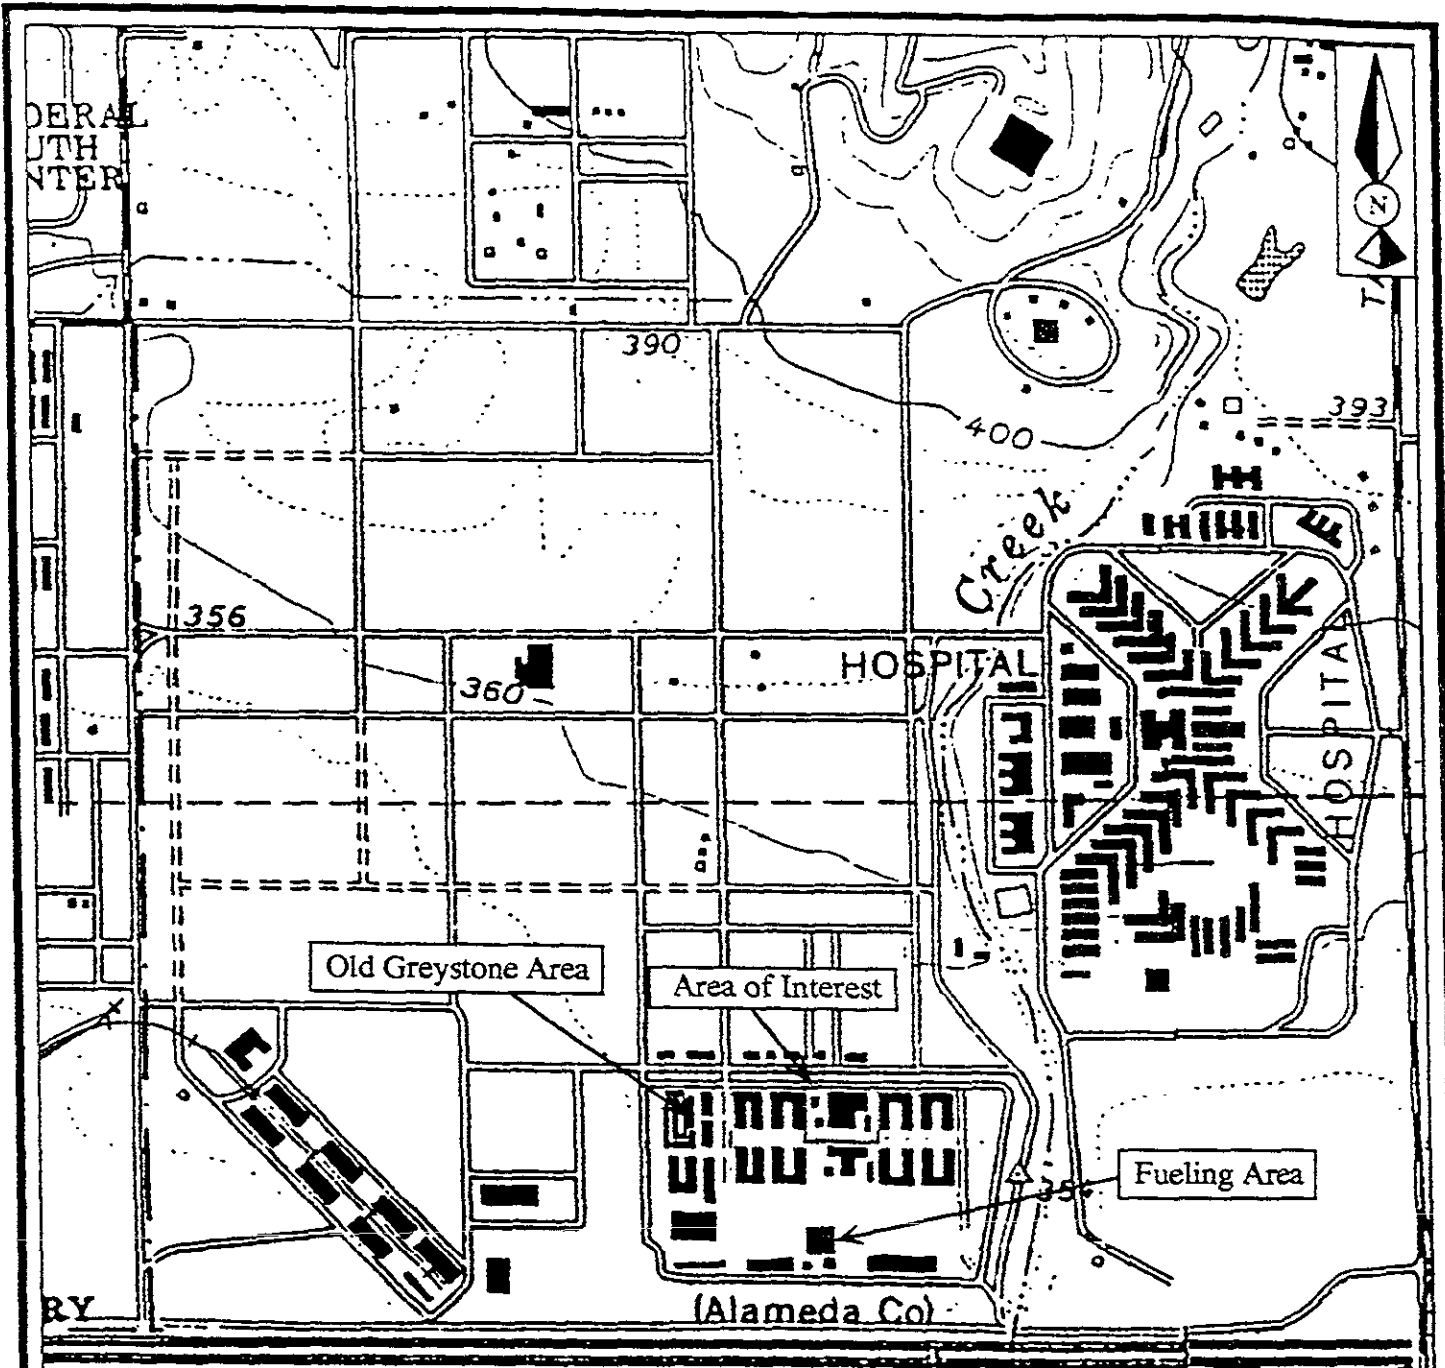 DERAL
UTH
NTER
N
TA
390
400
393
Creek
356
HOSPITAL
360
HOSPITAL
Old Greystone Area
Area of Interest
Fueling Area
RY
(Alameda Co)